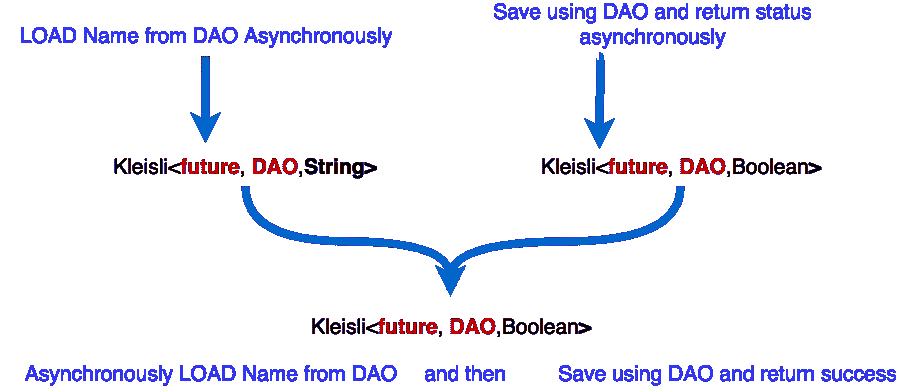 LOAD Name from DAO Asynchronously
Save using DAO and return status
asynchronously
Kleisli<future, DAO,String>
Kleisli<future, DAO,Boolean>
Kleisli<future, DAO,Boolean>
Asynchronously LOAD Name from DAO and then Save using DAO and return success